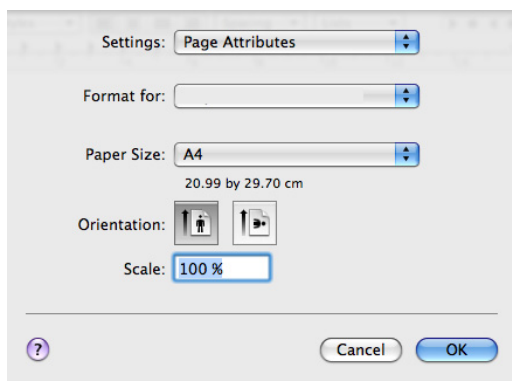 Settings: Page Attributes
Format for:
Paper Size: A4
20.99 by 29.70 cm
Orientation:
Scale: 100 %
?
Cancel OK